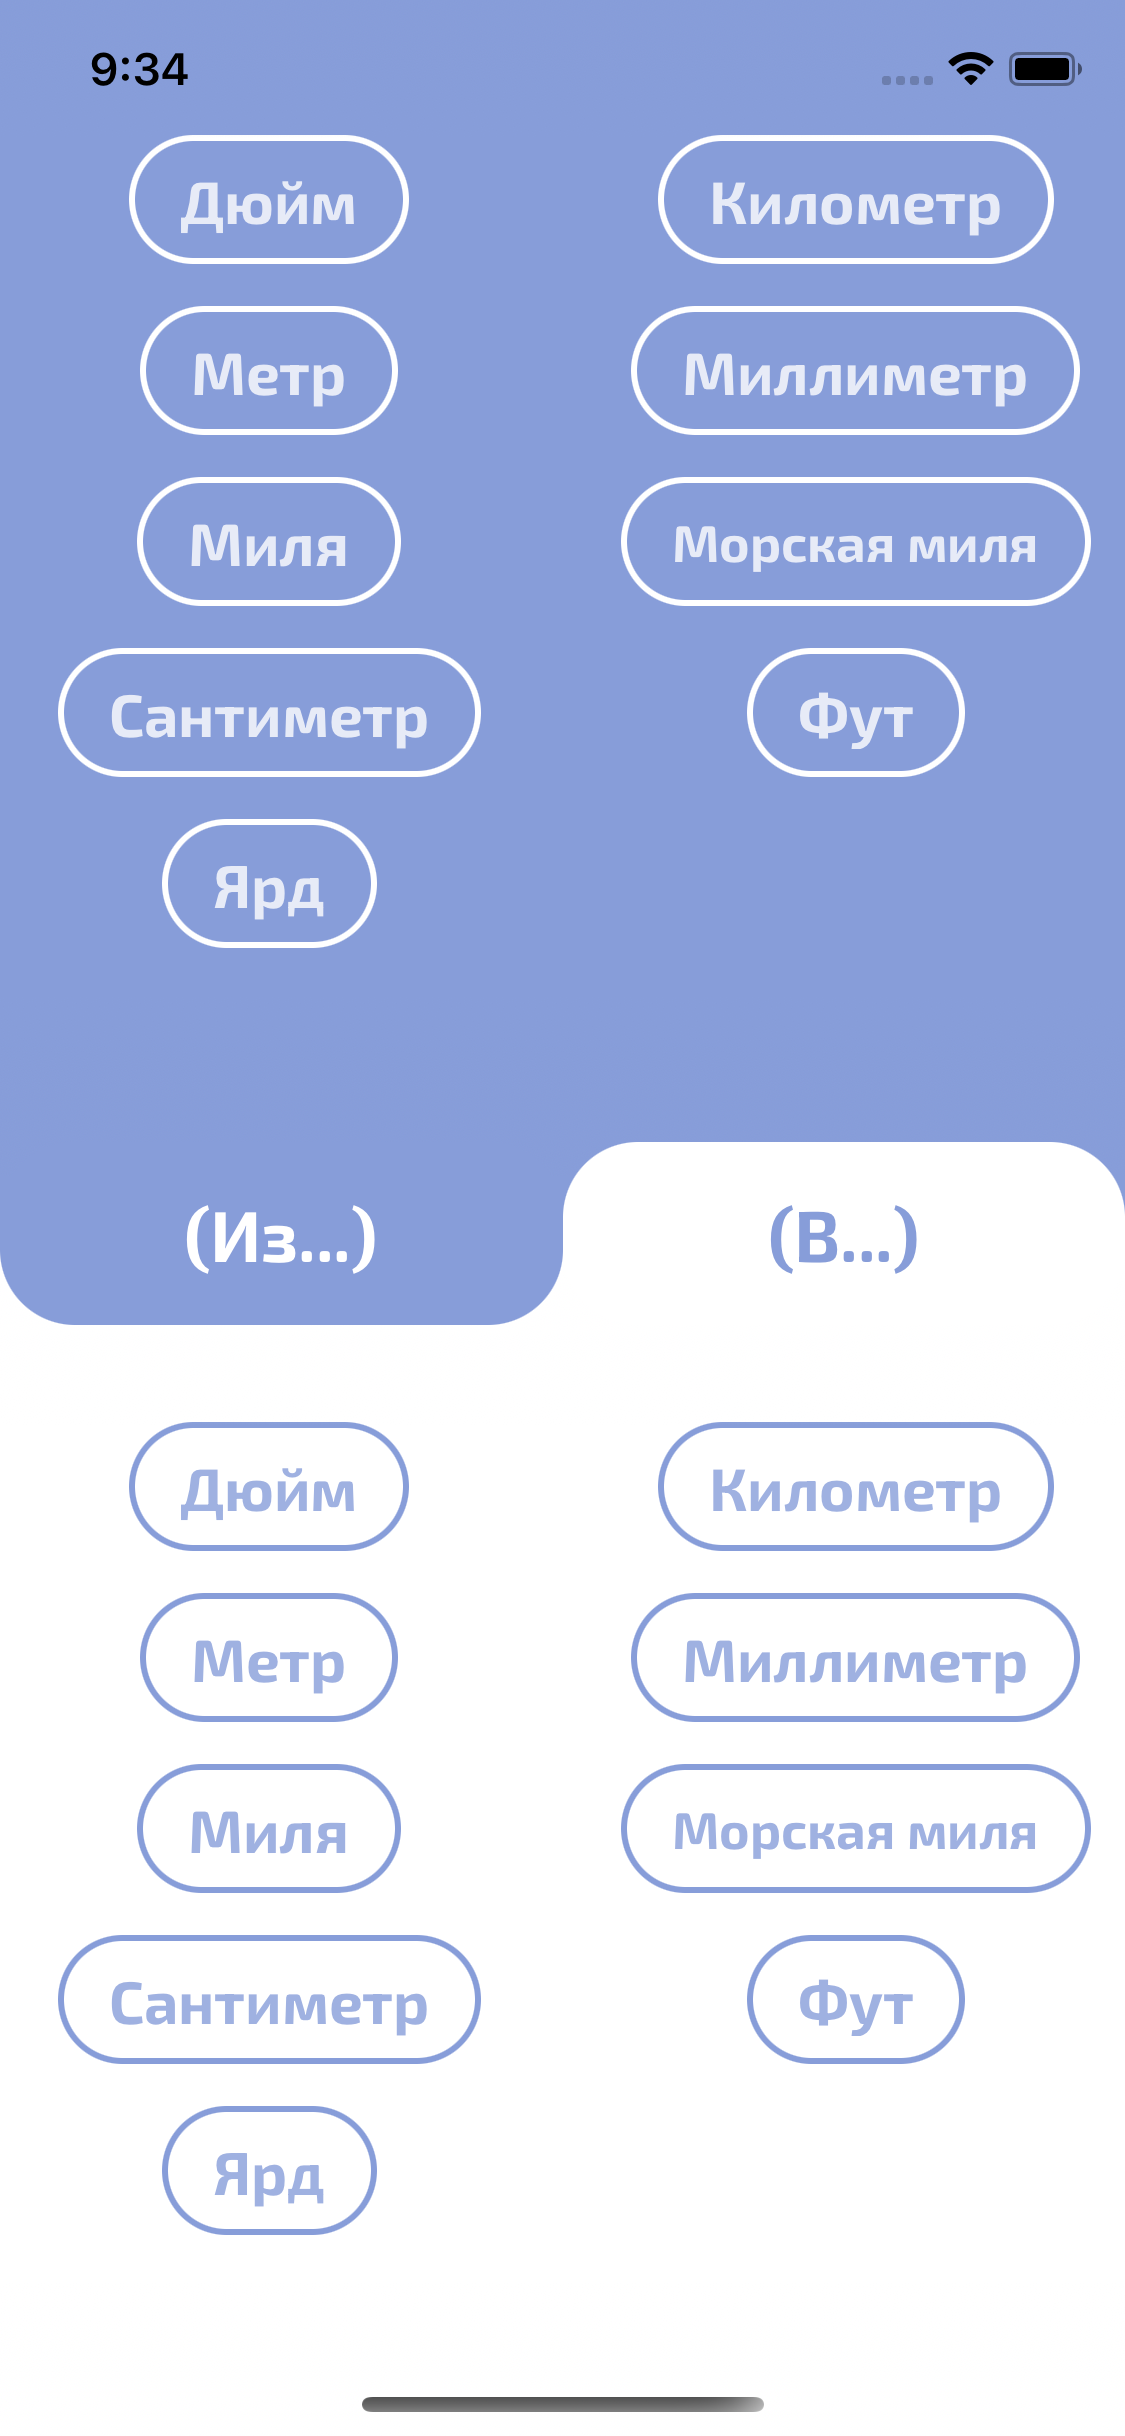 9:34
Дюйм
Километр
Метр
Миллиметр
Миля
Морская миля
Сантиметр
Фут
Ярд
(Из...)
(В...)
Дюйм
Километр
Метр
Миллиметр
Миля
Морская миля
Сантиметр
Фут
Ярд